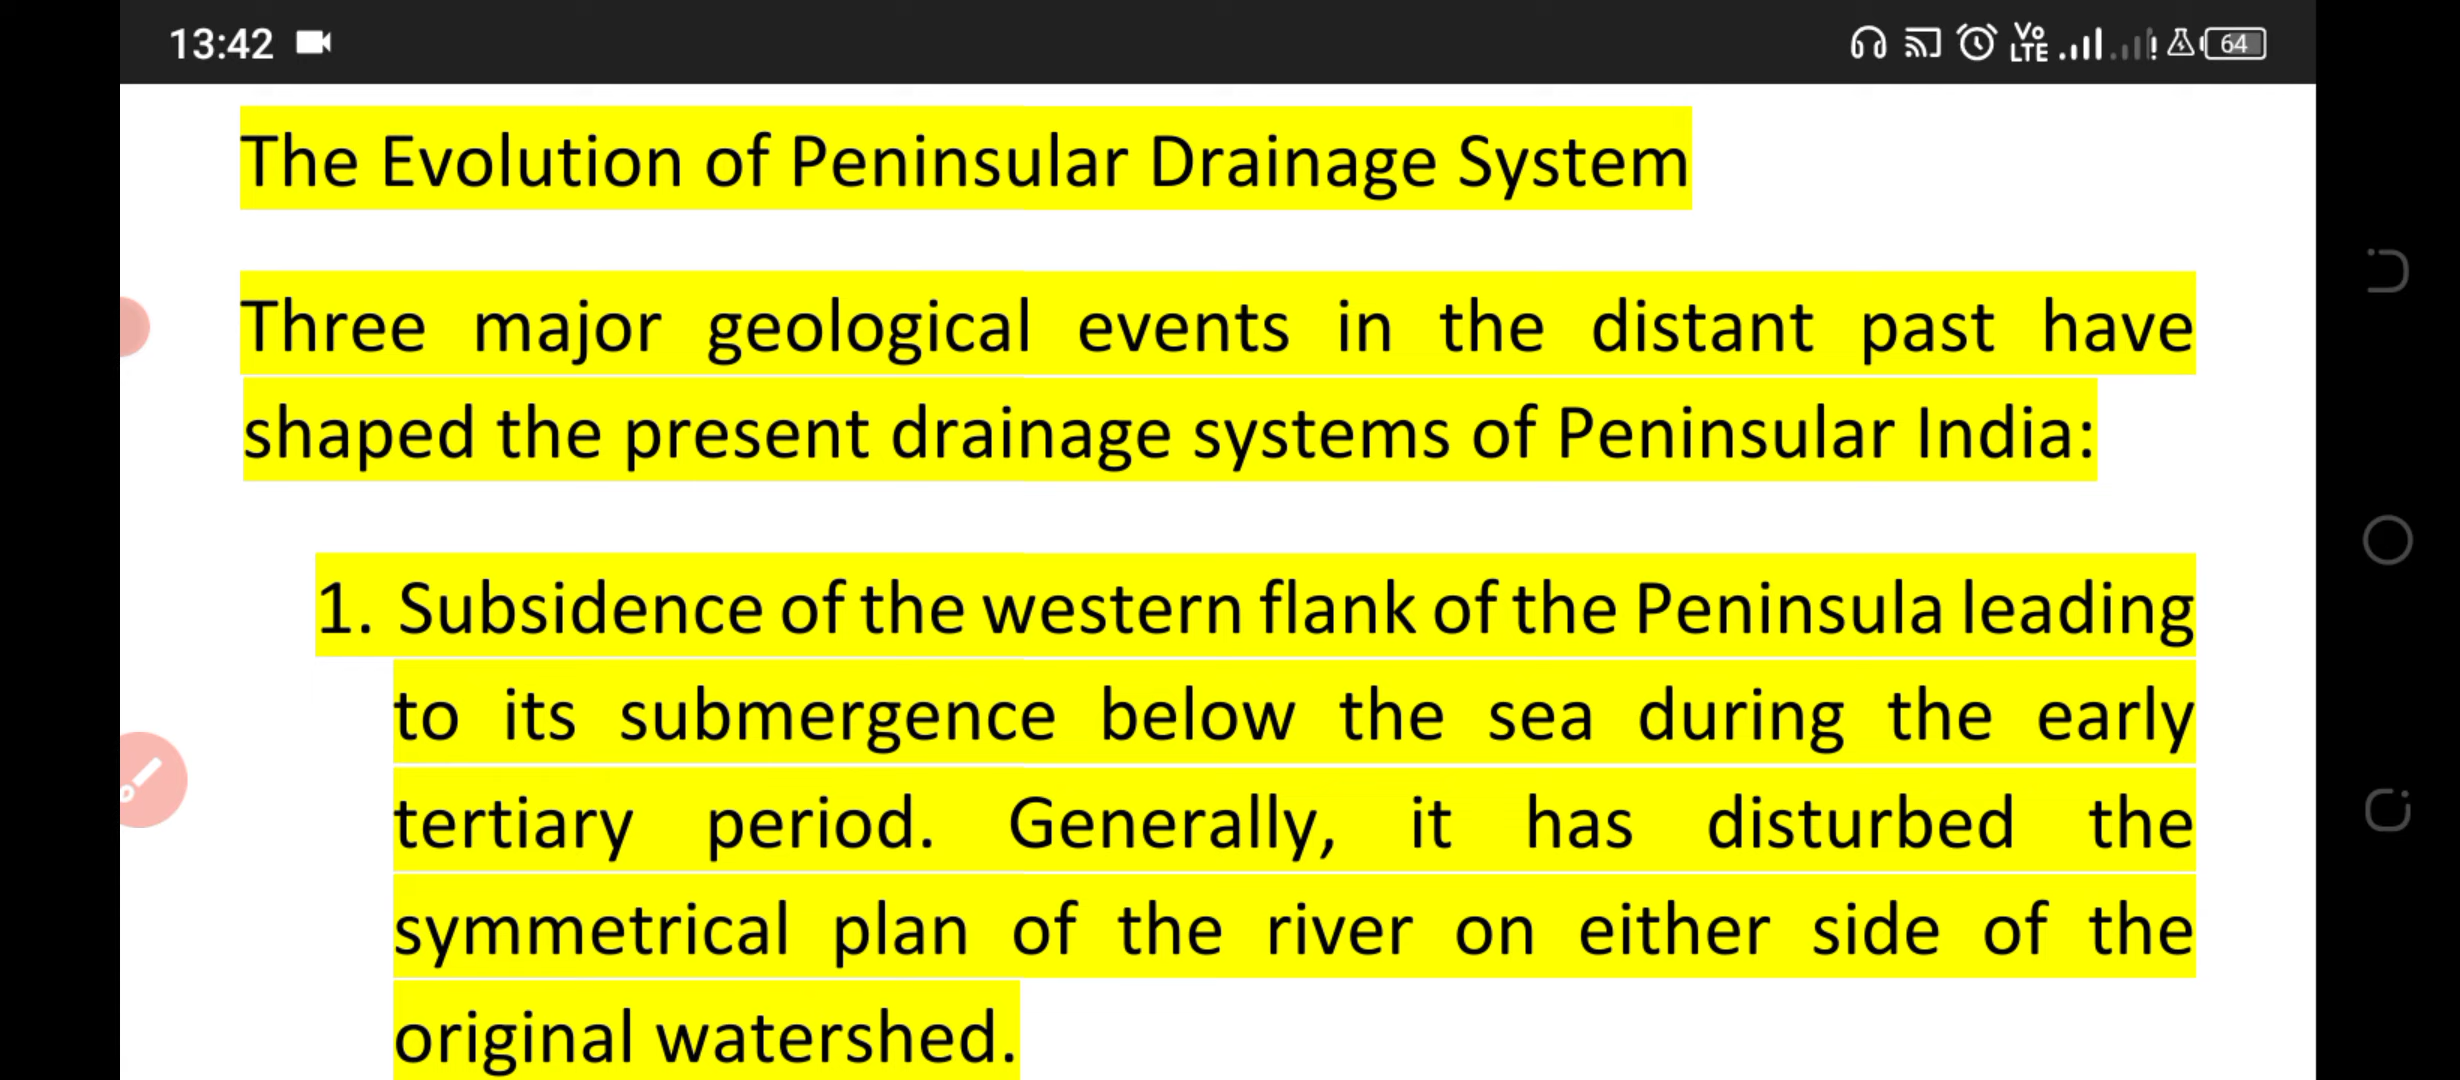 13:42 Vo LTE 64
The Evolution of Peninsular Drainage System
Three major geological events in the distant past have
shaped the present drainage systems of Peninsular India:
1. Subsidence of the western flank of the Peninsula leading
to its submergence below the sea during the early
tertiary period. Generally, it has disturbed the
symmetrical plan of the river on either side of the
original watershed.